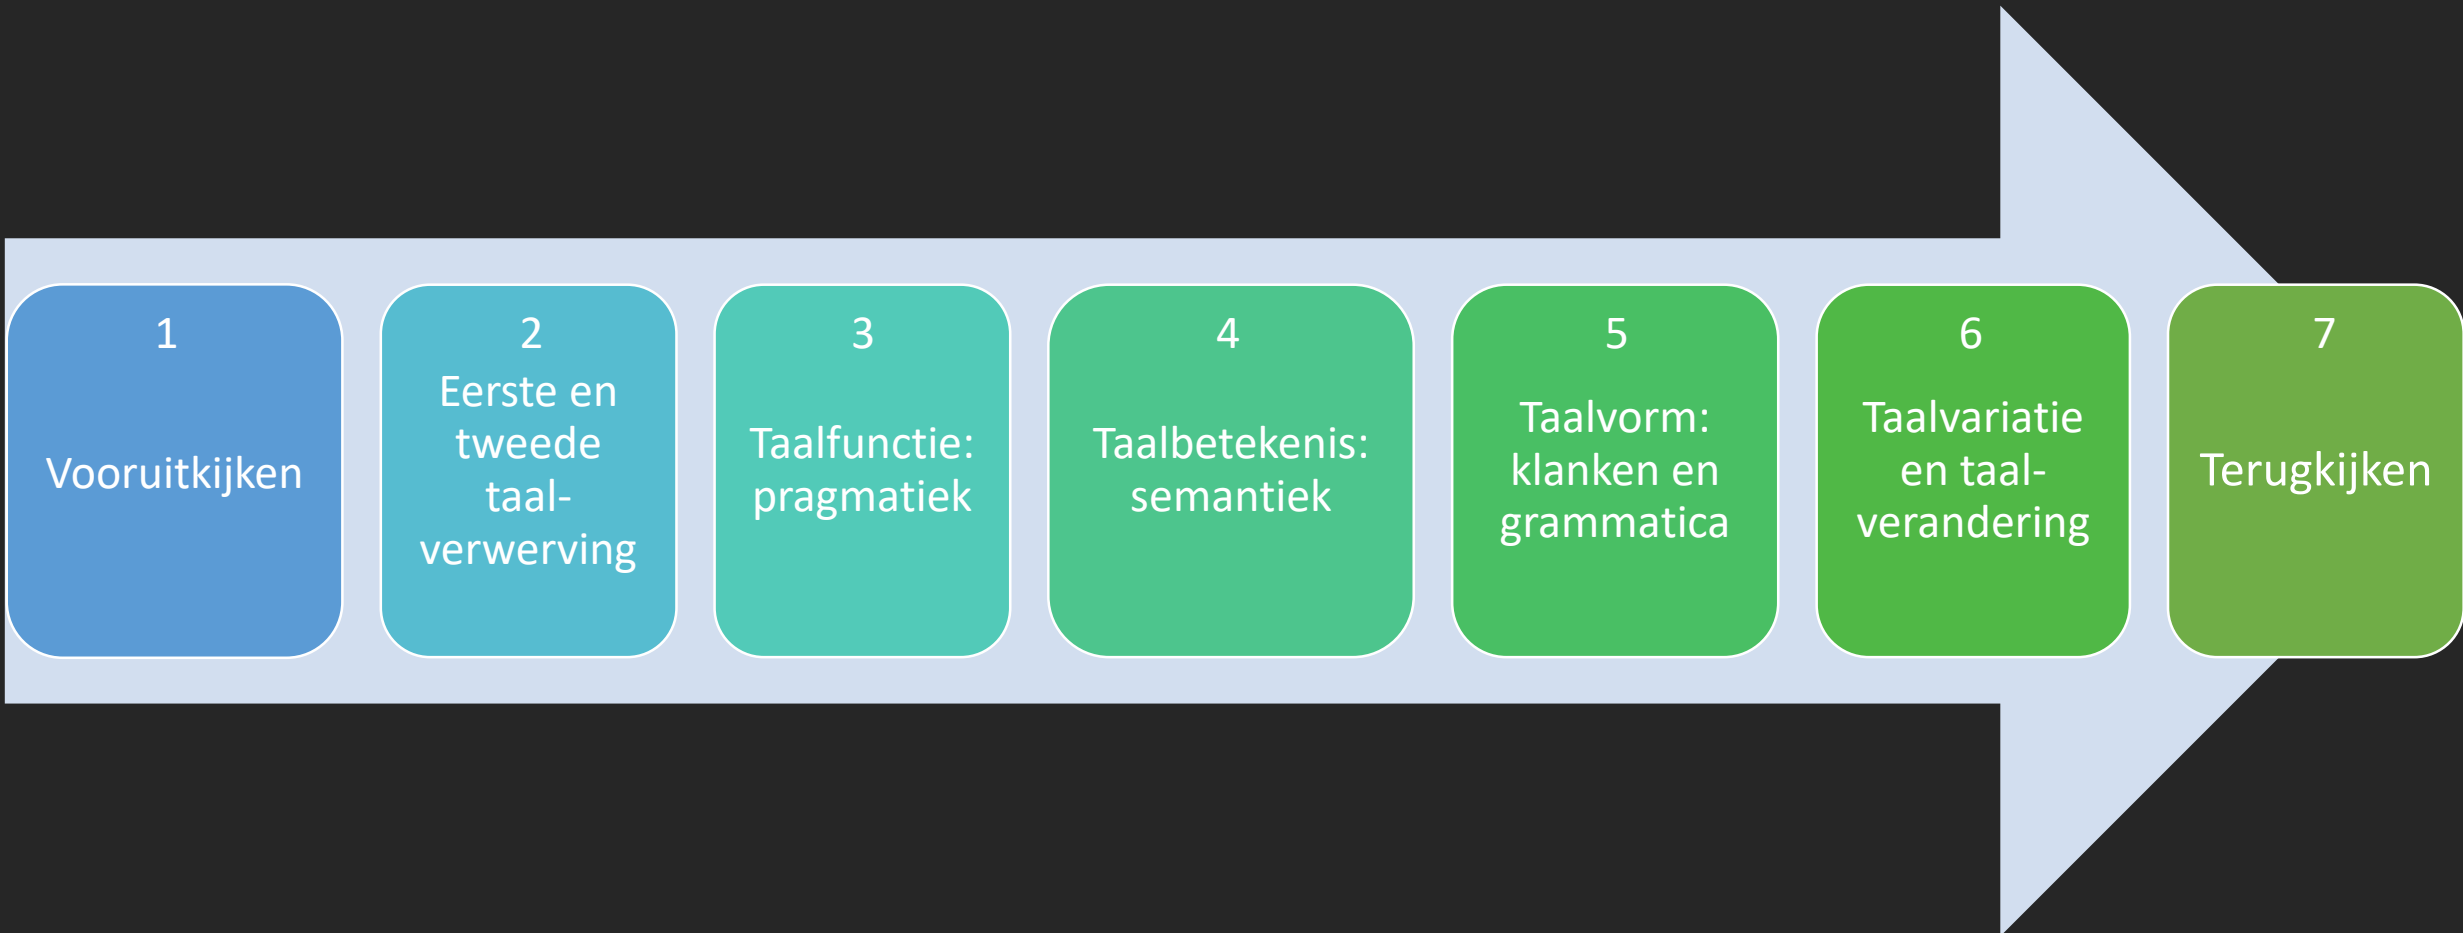 1
Vooruitkijken
2
Eerste en
tweede
taal-
verwerving
3
Taalfunctie:
pragmatiek
4
Taalbetekenis:
semantiek
5
Taalvorm:
klanken en
grammatica
6
Taalvariatie
en taal-
verandering
7
Terugkijken